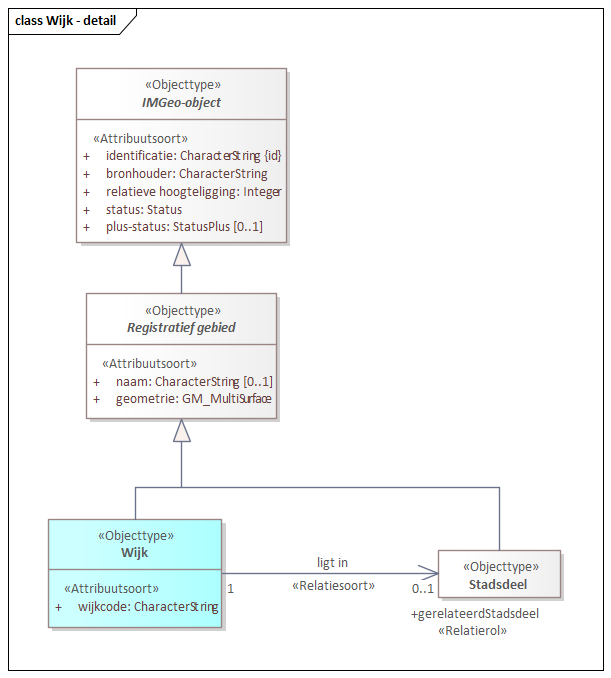 class Wijk - detail
«Objecttype»
IMGeo-object
«Attribuutsoort»
+ identificatie: CharacterString {id}
+ bronhouder: CharacterString
+ relatieve hoogteligging: Integer
+ status: Status
+ plus-status: StatusPlus [0..1]
«Objecttype»
Registratief gebied
«Attribuutsoort»
+ naam: CharacterString [0..1]
+ geometrie: GM_MultiSurface
«Objecttype»
Wijk
«Attribuutsoort»
+ wijkcode: CharacterString
ligt in
«Relatiesoort»
1
0..1
«Objecttype»
Stadsdeel
+gerelateerdStadsdeel
«Relatierol»